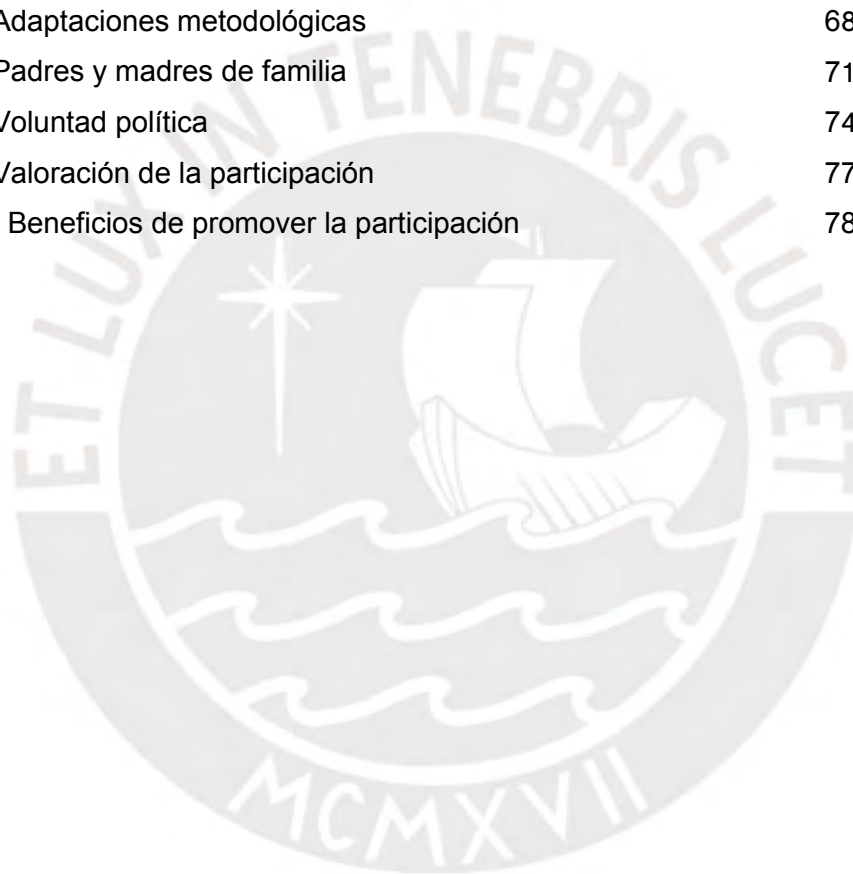 Adaptaciones metodológicas 68
Padres y madres de familia 71
Voluntad política 74
Valoración de la participación 77
Beneficios de promover la participación 78
ET LUX IN TENEBRIS LUCET
MCMXVII